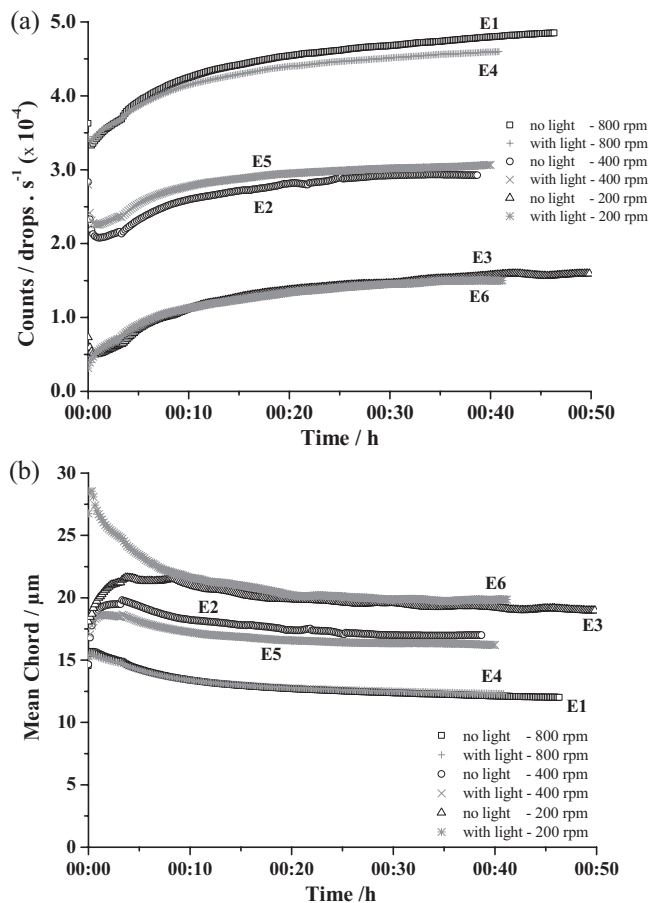 (a)
Counts / drops . s⁻¹ (x 10⁻⁴)
5.0
4.0
3.0
2.0
1.0
0.0
E1
E4
E5
E2
E3
E6
no light - 800 rpm
with light - 800 rpm
no light - 400 rpm
with light - 400 rpm
no light - 200 rpm
with light - 200 rpm
00:00 00:10 00:20 00:30 00:40 00:50
Time / h
(b)
Mean Chord / µm
30
25
20
15
10
5
0
E6
E2
E3
E5
E4
E1
no light - 800 rpm
with light - 800 rpm
no light - 400 rpm
with light - 400 rpm
no light - 200 rpm
with light - 200 rpm
00:00 00:10 00:20 00:30 00:40 00:50
Time /h